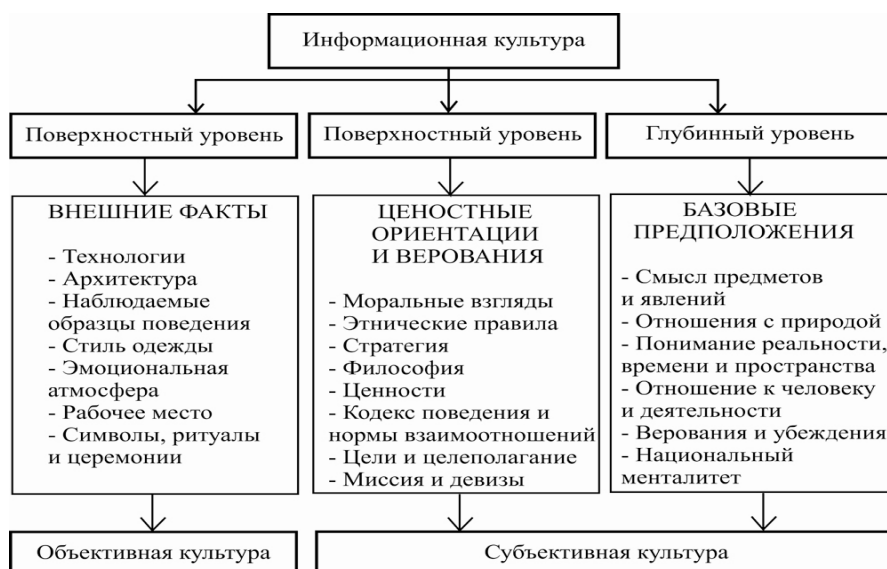 Информационная культура
Поверхностный уровень
Поверхностный уровень
Глубинный уровень
ВНЕШНИЕ ФАКТЫ
- Технологии
- Архитектура
- Наблюдаемые
образцы поведения
- Стиль одежды
- Эмоциональная
атмосфера
- Рабочее место
- Символы, ритуалы
и церемонии
ЦЕНОСТНЫЕ
ОРИЕНТАЦИИ
И ВЕРОВАНИЯ
- Моральные взгляды
- Этнические правила
- Стратегия
- Философия
- Ценности
- Кодекс поведения и
нормы взаимоотношений
- Цели и целеполагание
- Миссия и девизы
БАЗОВЫЕ
ПРЕДПОЛОЖЕНИЯ
- Смысл предметов
и явлений
- Отношения с природой
- Понимание реальности,
времени и пространства
- Отношение к человеку
и деятельности
- Верования и убеждения
- Национальный
менталитет
Объективная культура
Субъективная культура